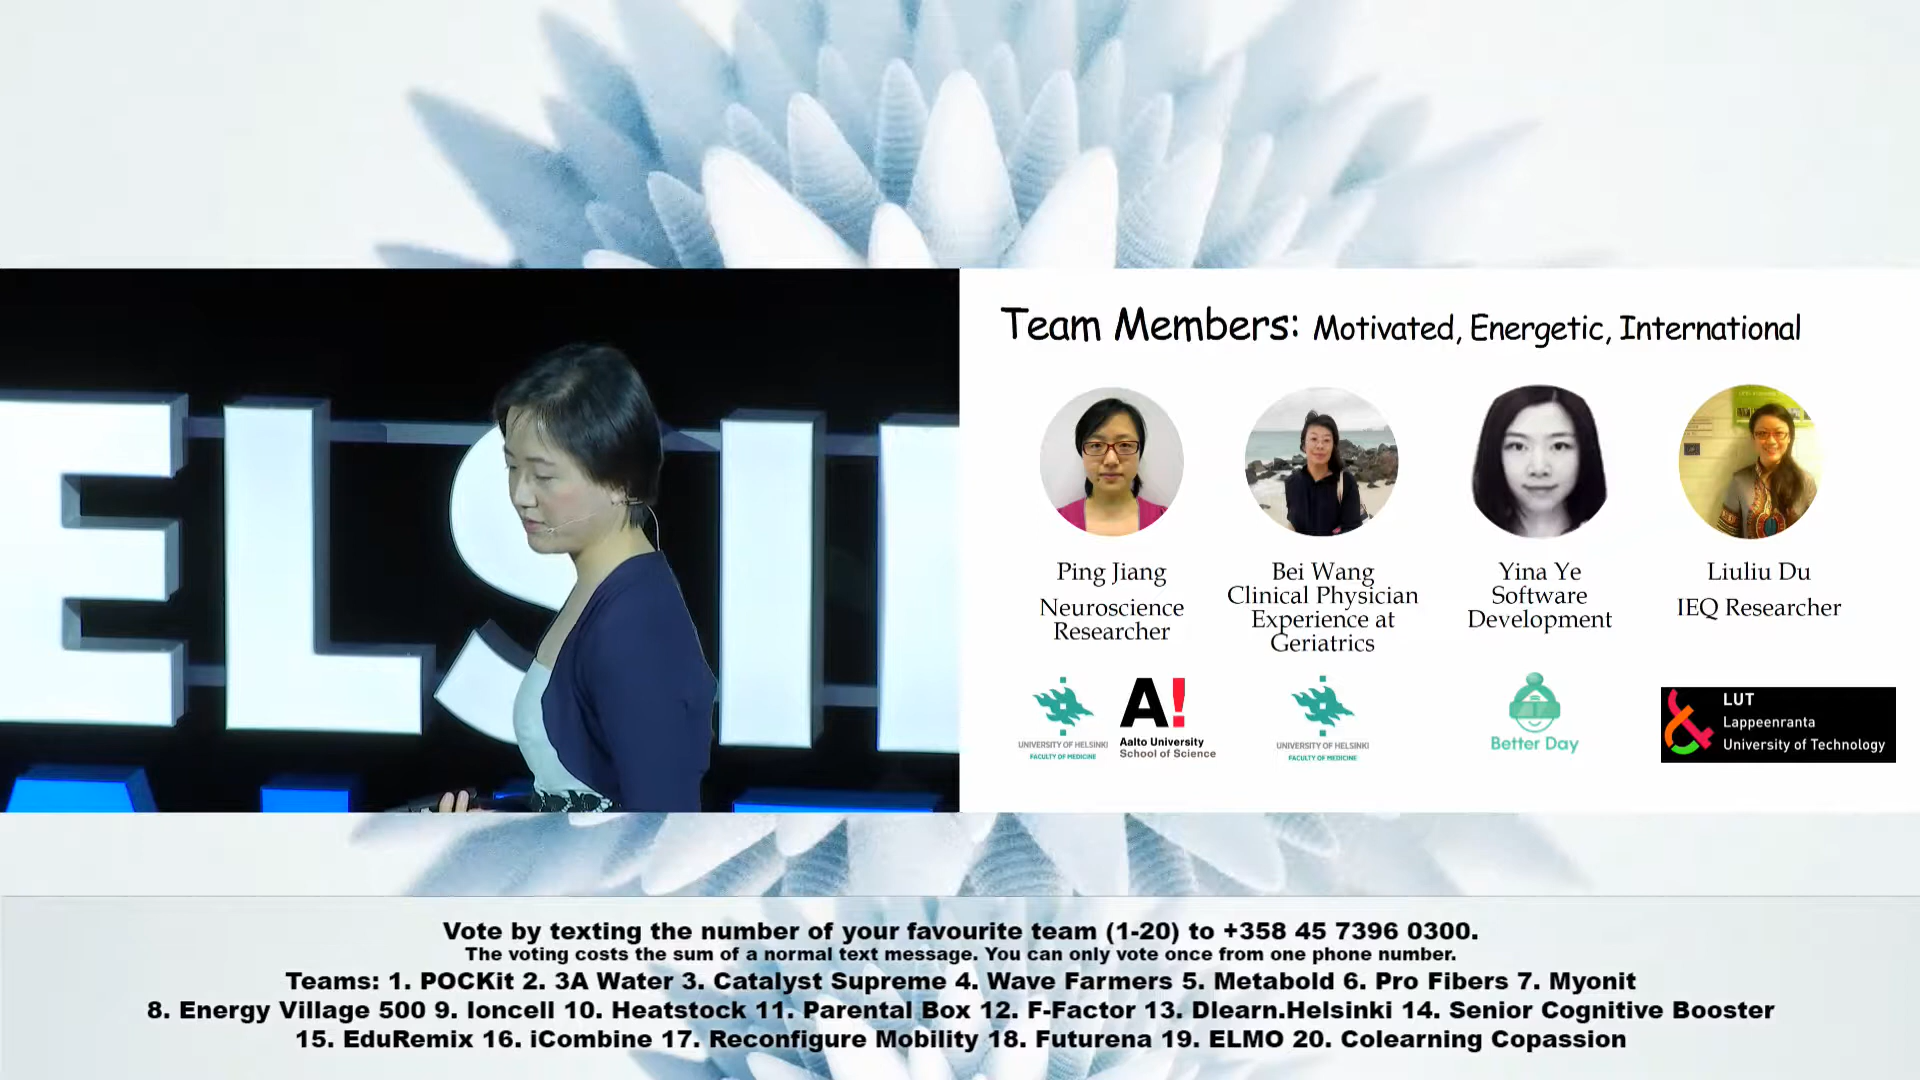 ELSI
Team Members: Motivated, Energetic, International
Ping Jiang
Neuroscience
Researcher
Bei Wang
Clinical Physician
Experience at
Geriatrics
Yina Ye
Software
Development
Liuliu Du
IEQ Researcher
UNIVERSITY OF HELSINKI
FACULTY OF MEDICINE
A!
Aalto University
School of Science
UNIVERSITY OF HELSINKI
FACULTY OF MEDICINE
Better Day
LUT
Lappeenranta
University of Technology
Vote by texting the number of your favourite team (1-20) to +358 45 7396 0300.
The voting costs the sum of a normal text message. You can only vote once from one phone number.
Teams: 1. POCKit 2. 3A Water 3. Catalyst Supreme 4. Wave Farmers 5. Metabold 6. Pro Fibers 7. Myonit
8. Energy Village 500 9. Ioncell 10. Heatstock 11. Parental Box 12. F-Factor 13. Dlearn.Helsinki 14. Senior Cognitive Booster
15. EduRemix 16. iCombine 17. Reconfigure Mobility 18. Futurena 19. ELMO 20. Colearning Copassion